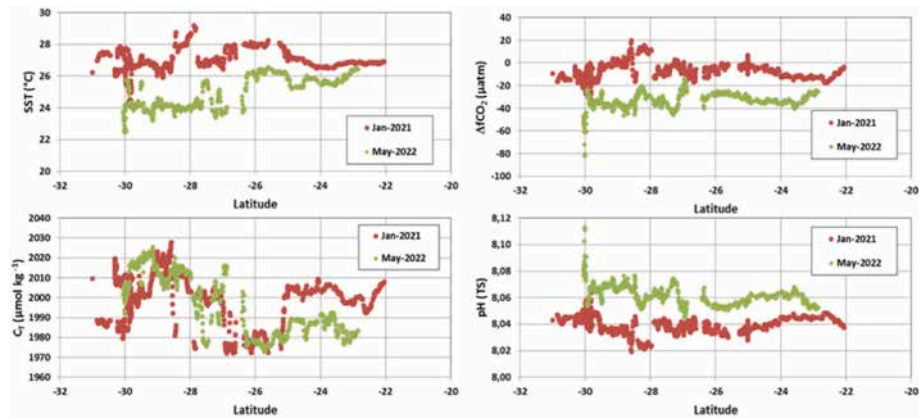 30
28
26
24
22
20
SST (°C)
Jan-2021
May-2022
-32 -30 -28 -26 -24 -22 -20
Latitude
40
20
0
-20
-40
-60
-80
-100
ΔfCO₂ (µatm)
Jan-2021
May-2022
-32 -30 -28 -26 -24 -22 -20
Latitude
2040
2030
2020
2010
2000
1990
1980
1970
1960
C_T (µmol kg⁻¹)
Jan-2021
May-2022
-32 -30 -28 -26 -24 -22 -20
Latitude
8,12
8,10
8,08
8,06
8,04
8,02
8,00
pH (TS)
Jan-2021
May-2022
-32 -30 -28 -26 -24 -22 -20
Latitude